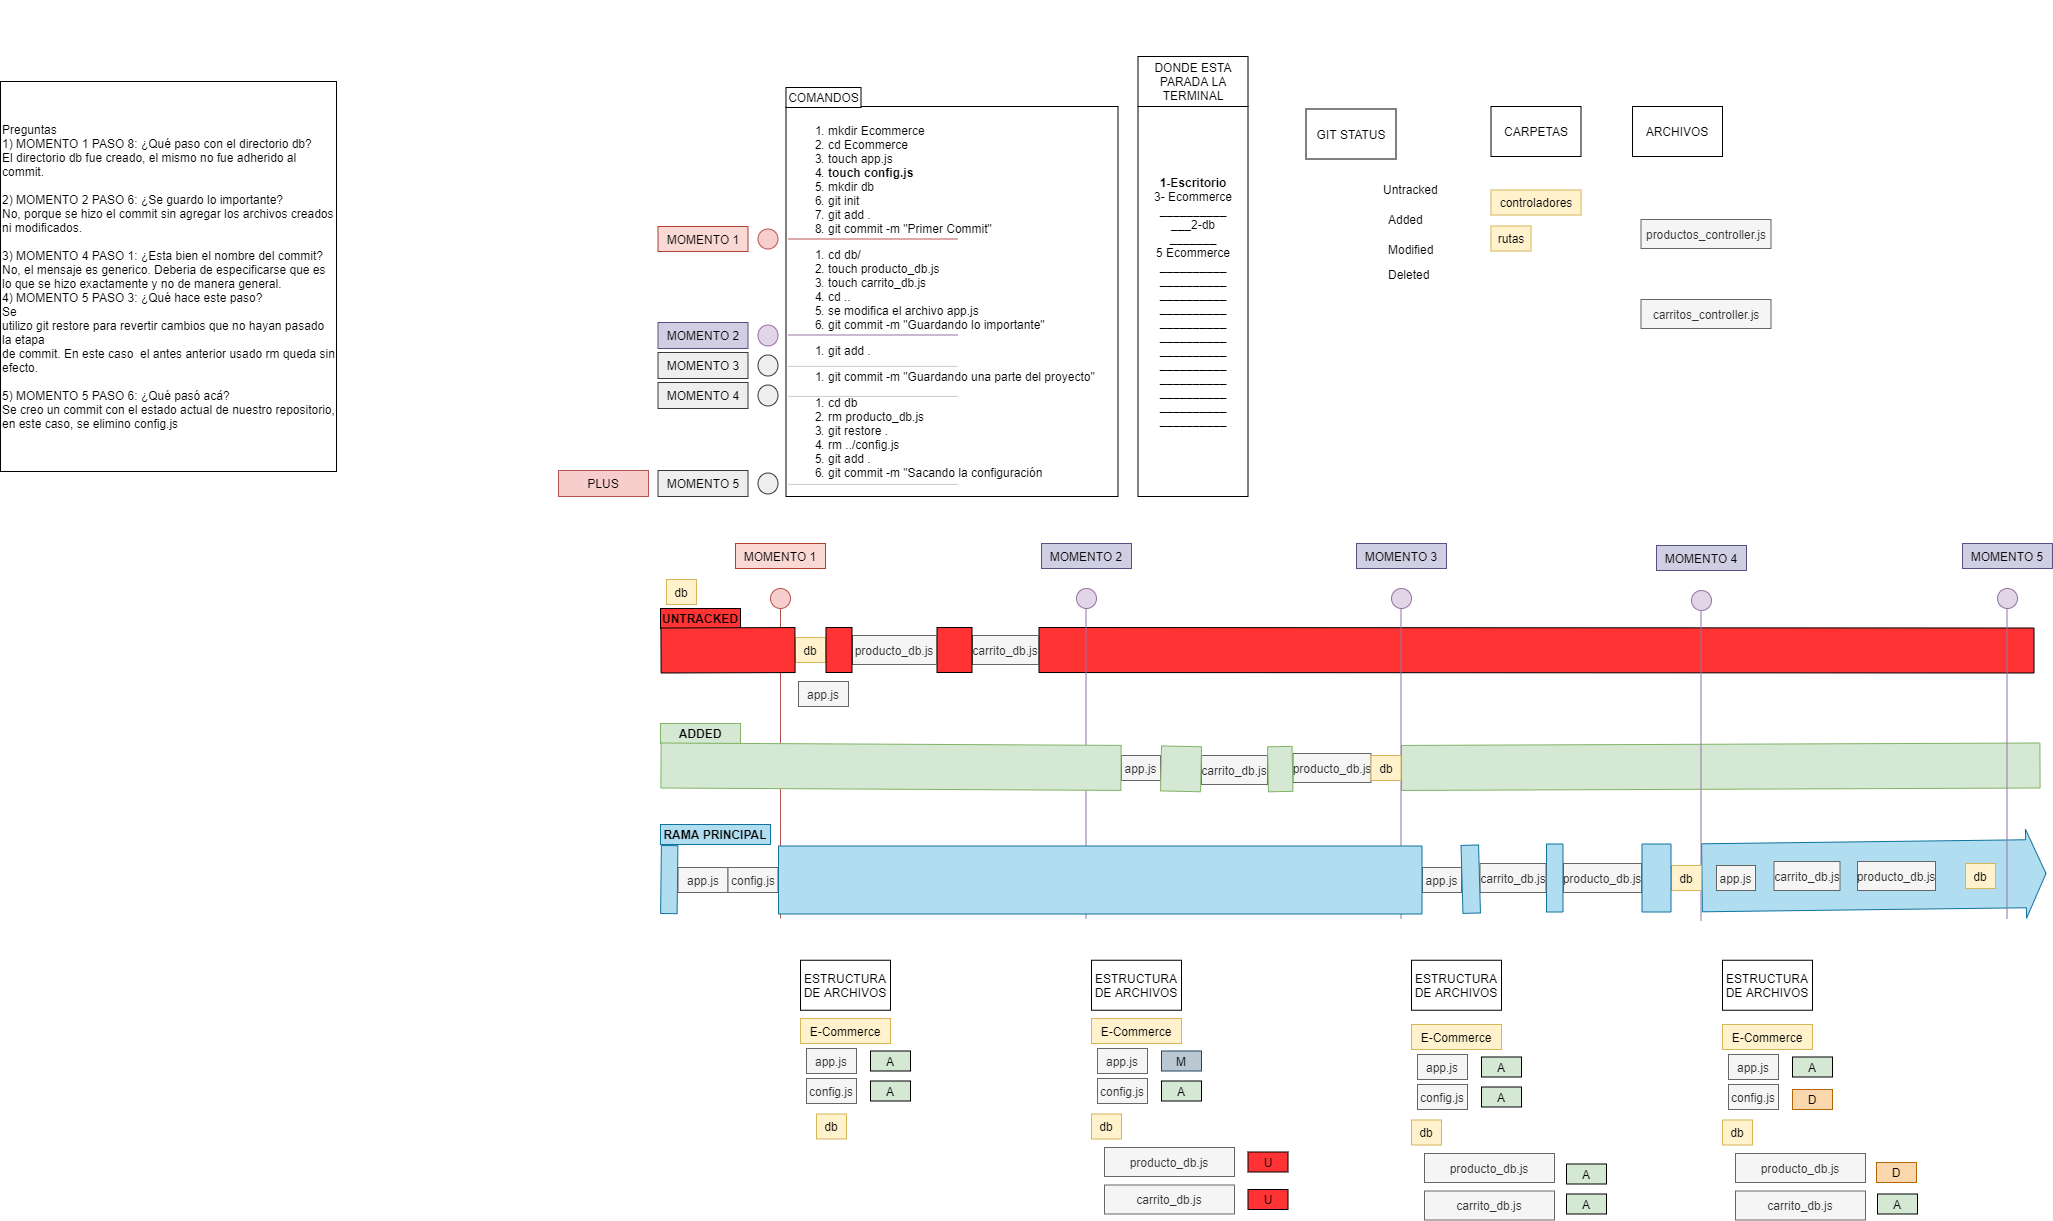 Preguntas
1) MOMENTO 1 PASO 8: ¿Qué paso con el directorio db?
El directorio db fue creado, el mismo no fue adherido al
commit.
2) MOMENTO 2 PASO 6: ¿Se guardo lo importante?
No, porque se hizo el commit sin agregar los archivos creados
ni modificados.
3) MOMENTO 4 PASO 1: ¿Esta bien el nombre del commit?
No, el mensaje es generico. Deberia de especificarse que es
lo que se hizo exactamente y no de manera general.
4) MOMENTO 5 PASO 3: ¿Qué hace este paso?
Se
utilizo git restore para revertir cambios que no hayan pasado
la etapa
de commit. En este caso  el antes anterior usado rm queda sin
efecto.
5) MOMENTO 5 PASO 6: ¿Qué pasó acá?
Se creo un commit con el estado actual de nuestro repositorio,
en este caso, se elimino config.js
COMANDOS
1. mkdir Ecommerce
2. cd Ecommerce
3. touch app.js
4. touch config.js
5. mkdir db
6. git init
7. git add .
8. git commit -m "Primer Commit"
MOMENTO 1
1. cd db/
2. touch producto_db.js
3. touch carrito_db.js
4. cd ..
5. se modifica el archivo app.js
6. git commit -m "Guardando lo importante"
MOMENTO 2
1. git add .
MOMENTO 3
1. git commit -m "Guardando una parte del proyecto"
MOMENTO 4
1. cd db
2. rm producto_db.js
3. git restore .
4. rm ../config.js
5. git add .
6. git commit -m "Sacando la configuración
PLUS
MOMENTO 5
DONDE ESTA
PARADA LA
TERMINAL
1-Escritorio
3- Ecommerce
__________
___2-db
_______
5 Ecommerce
__________
__________
__________
__________
__________
__________
__________
__________
__________
__________
__________
__________
GIT STATUS
Untracked
Added
Modified
Deleted
CARPETAS
controladores
rutas
ARCHIVOS
productos_controller.js
carritos_controller.js
MOMENTO 1
MOMENTO 2
MOMENTO 3
MOMENTO 4
MOMENTO 5
db
UNTRACKED
db
producto_db.js
carrito_db.js
app.js
ADDED
app.js
carrito_db.js
producto_db.js
db
RAMA PRINCIPAL
app.js
config.js
app.js
carrito_db.js
producto_db.js
db
app.js
carrito_db.js
producto_db.js
db
ESTRUCTURA
DE ARCHIVOS
E-Commerce
app.js A
config.js A
db
ESTRUCTURA
DE ARCHIVOS
E-Commerce
app.js M
config.js A
db
producto_db.js U
carrito_db.js U
ESTRUCTURA
DE ARCHIVOS
E-Commerce
app.js A
config.js A
db
producto_db.js A
carrito_db.js A
ESTRUCTURA
DE ARCHIVOS
E-Commerce
app.js A
config.js D
db
producto_db.js D
carrito_db.js A